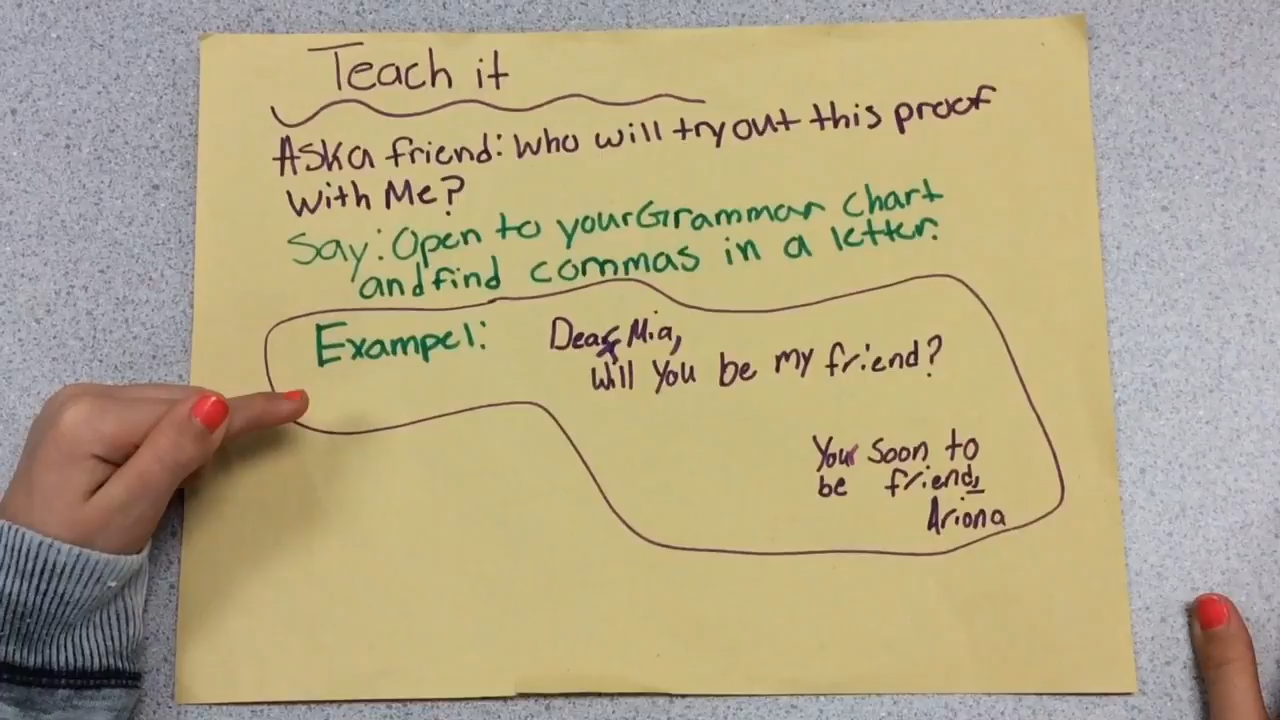 Teach it
Ask a friend: Who will try out this proof
With Me?
Say: Open to your Grammar chart
and find commas in a letter.
Exampel:
Dear Mia,
Will You be my friend?
Your soon to
be friend,
Ariona